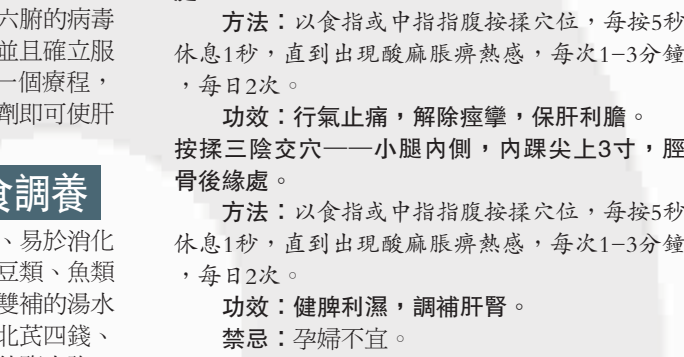 六腑的病毒
並且確立服
一個療程，
劑即可使肝
食調養
、易於消化
豆類、魚類
雙補的湯水
北芪四錢、
方法：以食指或中指指腹按揉穴位，每按5秒
休息1秒，直到出現酸麻脹痹熱感，每次1–3分鐘
，每日2次。
功效：行氣止痛，解除痙攣，保肝利膽。
按揉三陰交穴——小腿內側，內踝尖上3寸，脛
骨後緣處。
方法：以食指或中指指腹按揉穴位，每按5秒
休息1秒，直到出現酸麻脹痹熱感，每次1–3分鐘
，每日2次。
功效：健脾利濕，調補肝腎。
禁忌：孕婦不宜。